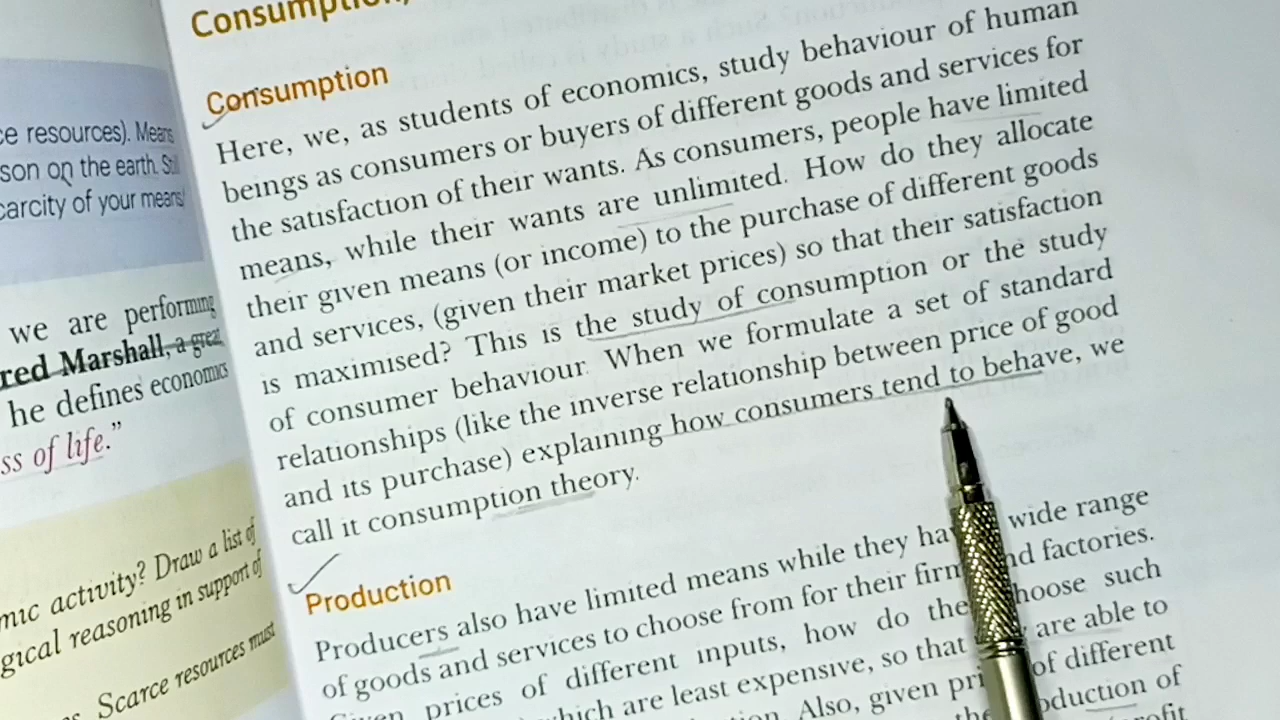 ce resources). Means
son on the earth. Still
carcity of your means!
we are performing
red Marshall, a great
he defines economics
ss of life."
mic activity? Draw a list of
gical reasoning in support of
Scarce resources must
Consumption,
Consumption
Here, we, as students of economics, study behaviour of human
beings as consumers or buyers of different goods and services for
the satisfaction of their wants. As consumers, people have limited
means, while their wants are unlimited. How do they allocate
their given means (or income) to the purchase of different goods
and services, (given their market prices) so that their satisfaction
is maximised? This is the study of consumption or the study
of consumer behaviour. When we formulate a set of standard
relationships (like the inverse relationship between price of good
and its purchase) explaining how consumers tend to behave, we
call it consumption theory.
Production
Producers also have limited means while they ha wide range
of goods and services to choose from for their firm nd factories.
Given prices of different inputs, how do the hoose such
which are least expensive, so that are able to
Also, given pri of different
the oduction of
rofit